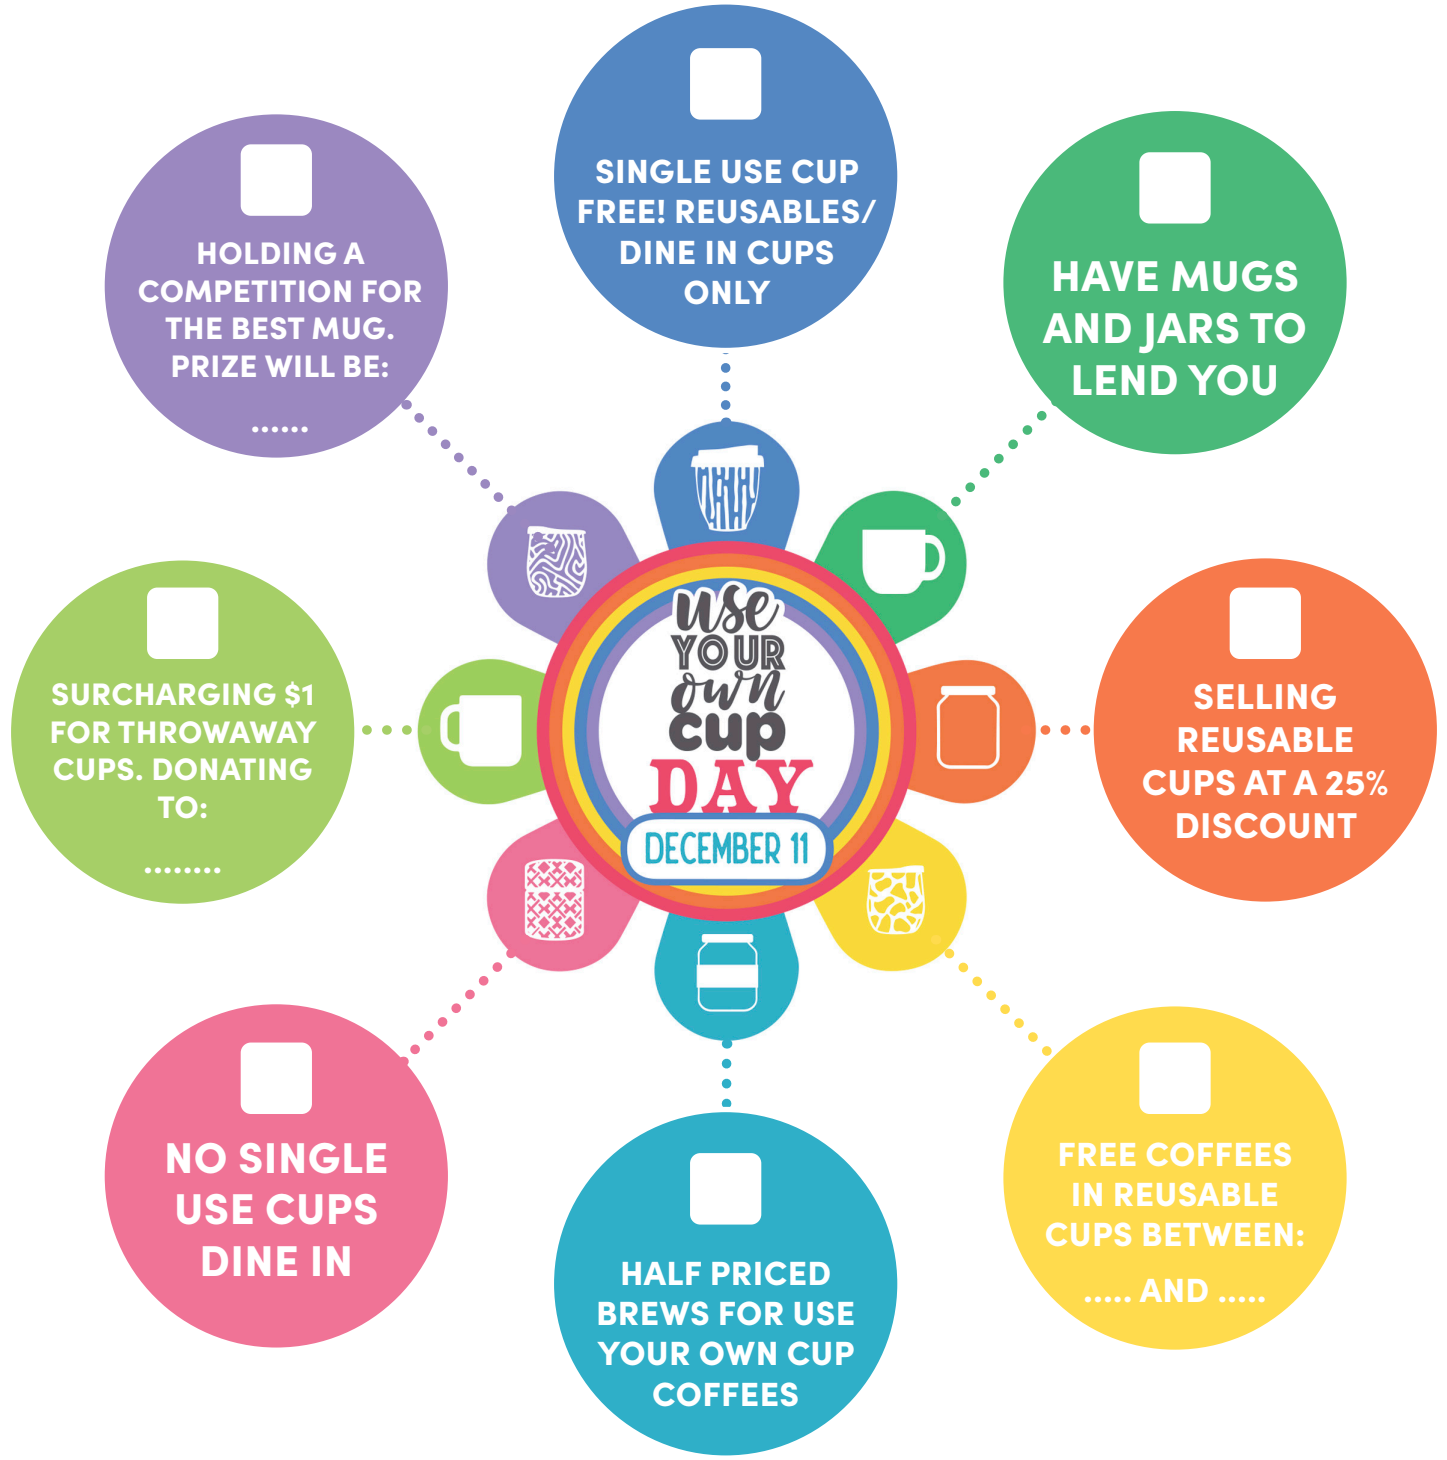 SINGLE USE CUP
FREE! REUSABLES/
DINE IN CUPS
ONLY
HAVE MUGS
AND JARS TO
LEND YOU
SELLING
REUSABLE
CUPS AT A 25%
DISCOUNT
FREE COFFEES
IN REUSABLE
CUPS BETWEEN:
..... AND .....
HALF PRICED
BREWS FOR USE
YOUR OWN CUP
COFFEES
NO SINGLE
USE CUPS
DINE IN
SURCHARGING $1
FOR THROWAWAY
CUPS. DONATING
TO:
........
HOLDING A
COMPETITION FOR
THE BEST MUG.
PRIZE WILL BE:
......
use
YOUR
own
cup
DAY
DECEMBER 11